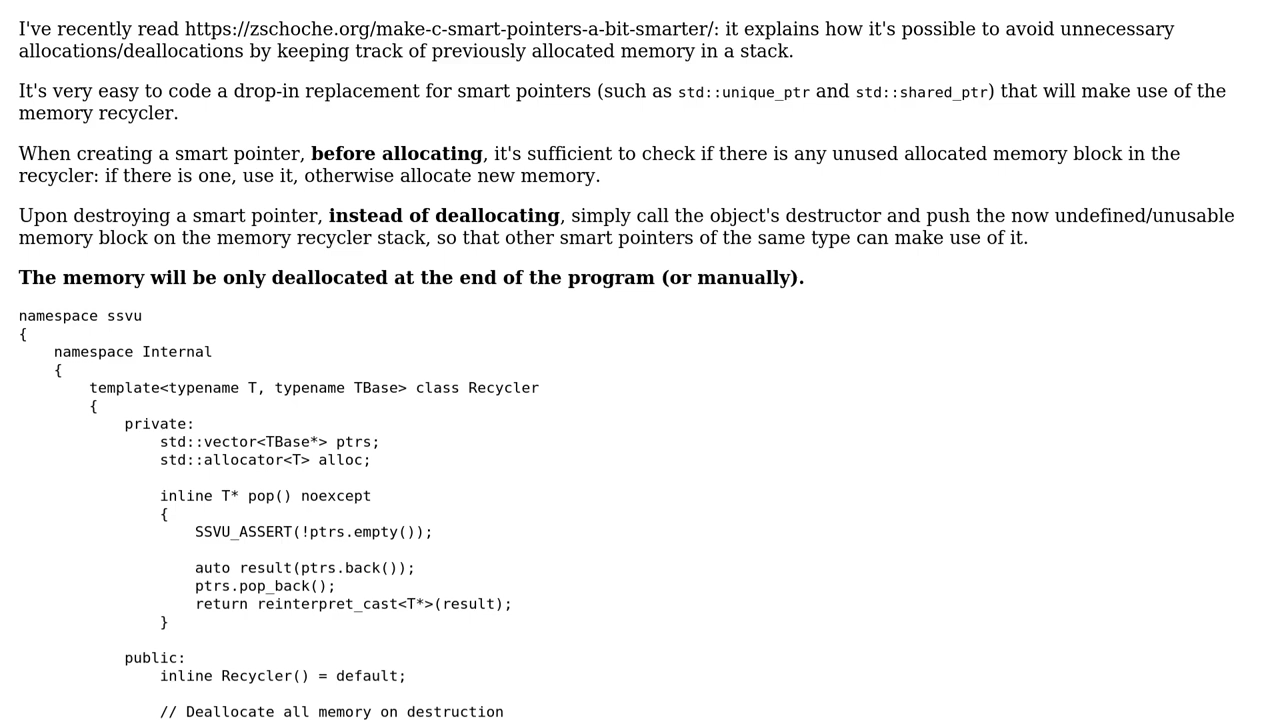 I've recently read https://zschoche.org/make-c-smart-pointers-a-bit-smarter/: it explains how it's possible to avoid unnecessary
allocations/deallocations by keeping track of previously allocated memory in a stack.
It's very easy to code a drop-in replacement for smart pointers (such as std::unique_ptr and std::shared_ptr) that will make use of the
memory recycler.
When creating a smart pointer, before allocating, it's sufficient to check if there is any unused allocated memory block in the
recycler: if there is one, use it, otherwise allocate new memory.
Upon destroying a smart pointer, instead of deallocating, simply call the object's destructor and push the now undefined/unusable
memory block on the memory recycler stack, so that other smart pointers of the same type can make use of it.
The memory will be only deallocated at the end of the program (or manually).
namespace ssvu
{
    namespace Internal
    {
        template<typename T, typename TBase> class Recycler
        {
            private:
                std::vector<TBase*> ptrs;
                std::allocator<T> alloc;
                inline T* pop() noexcept
                {
                    SSVU_ASSERT(!ptrs.empty());
                    auto result(ptrs.back());
                    ptrs.pop_back();
                    return reinterpret_cast<T*>(result);
                }
            public:
                inline Recycler() = default;
                // Deallocate all memory on destruction